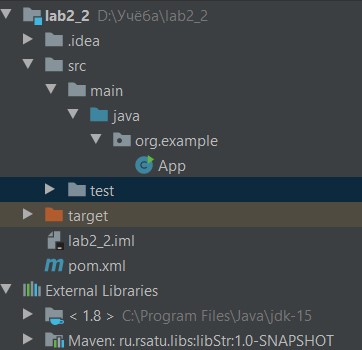 lab2_2 D:\Учёба\lab2_2
.idea
src
main
java
org.example
App
test
target
lab2_2.iml
pom.xml
External Libraries
< 1.8 > C:\Program Files\Java\jdk-15
Maven: ru.rsatu.libs:libStr:1.0-SNAPSHOT